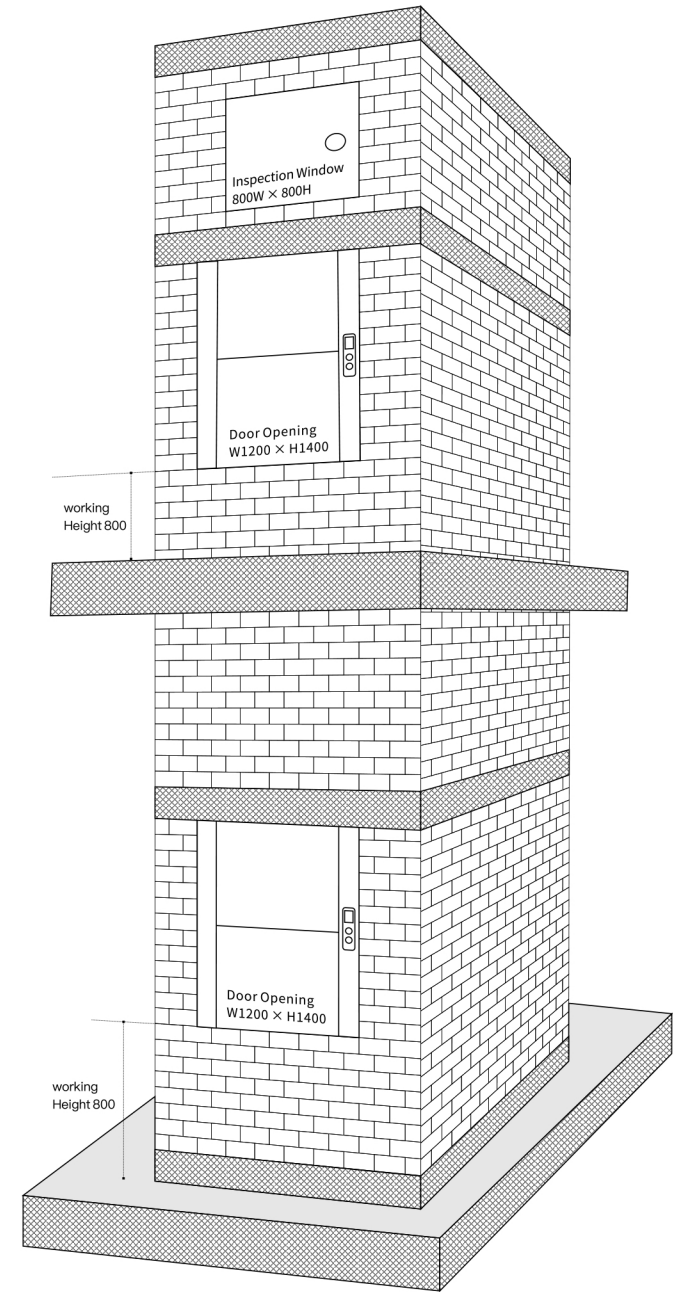 Inspection Window
800W × 800H
Door Opening
W1200 × H1400
working
Height 800
Door Opening
W1200 × H1400
working
Height 800